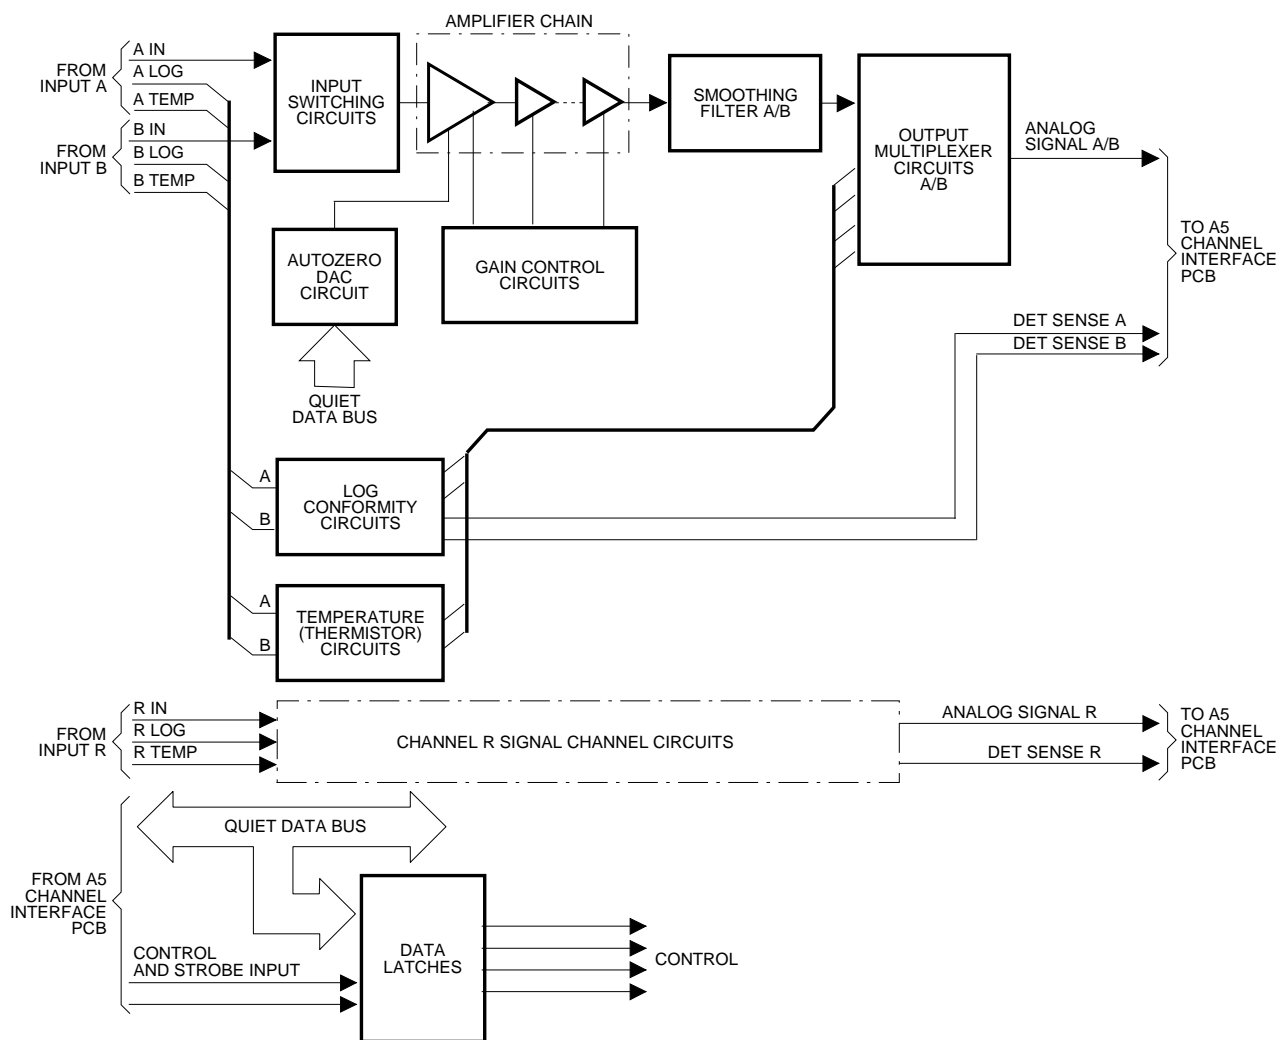 AMPLIFIER CHAIN
FROM
INPUT A
A IN
A LOG
A TEMP
FROM
INPUT B
B IN
B LOG
B TEMP
INPUT
SWITCHING
CIRCUITS
SMOOTHING
FILTER A/B
OUTPUT
MULTIPLEXER
CIRCUITS
A/B
ANALOG
SIGNAL A/B
TO A5
CHANNEL
INTERFACE
PCB
AUTOZERO
DAC
CIRCUIT
GAIN CONTROL
CIRCUITS
DET SENSE A
DET SENSE B
QUIET
DATA BUS
A
B
LOG
CONFORMITY
CIRCUITS
A
B
TEMPERATURE
(THERMISTOR)
CIRCUITS
FROM
INPUT R
R IN
R LOG
R TEMP
CHANNEL R SIGNAL CHANNEL CIRCUITS
ANALOG SIGNAL R
DET SENSE R
TO A5
CHANNEL
INTERFACE
PCB
QUIET DATA BUS
FROM A5
CHANNEL
INTERFACE
PCB
CONTROL
AND STROBE INPUT
DATA
LATCHES
CONTROL